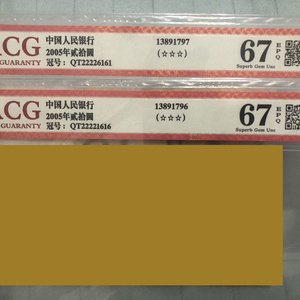 ACG
GUARANTY
中国人民银行
2005年贰拾圆
冠号：QT22226161
13891797
(☆☆☆)
67
EPQ
Superb Gem Unc
ACG
GUARANTY
中国人民银行
2005年贰拾圆
冠号：QT22221616
13891796
(☆☆☆)
67
EPQ
Superb Gem Unc